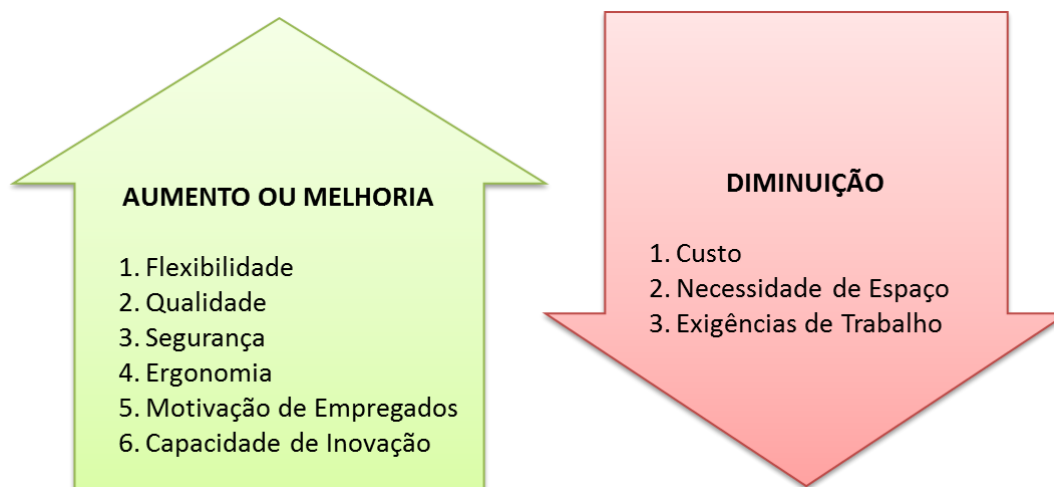 AUMENTO OU MELHORIA
1. Flexibilidade
2. Qualidade
3. Segurança
4. Ergonomia
5. Motivação de Empregados
6. Capacidade de Inovação
DIMINUIÇÃO
1. Custo
2. Necessidade de Espaço
3. Exigências de Trabalho